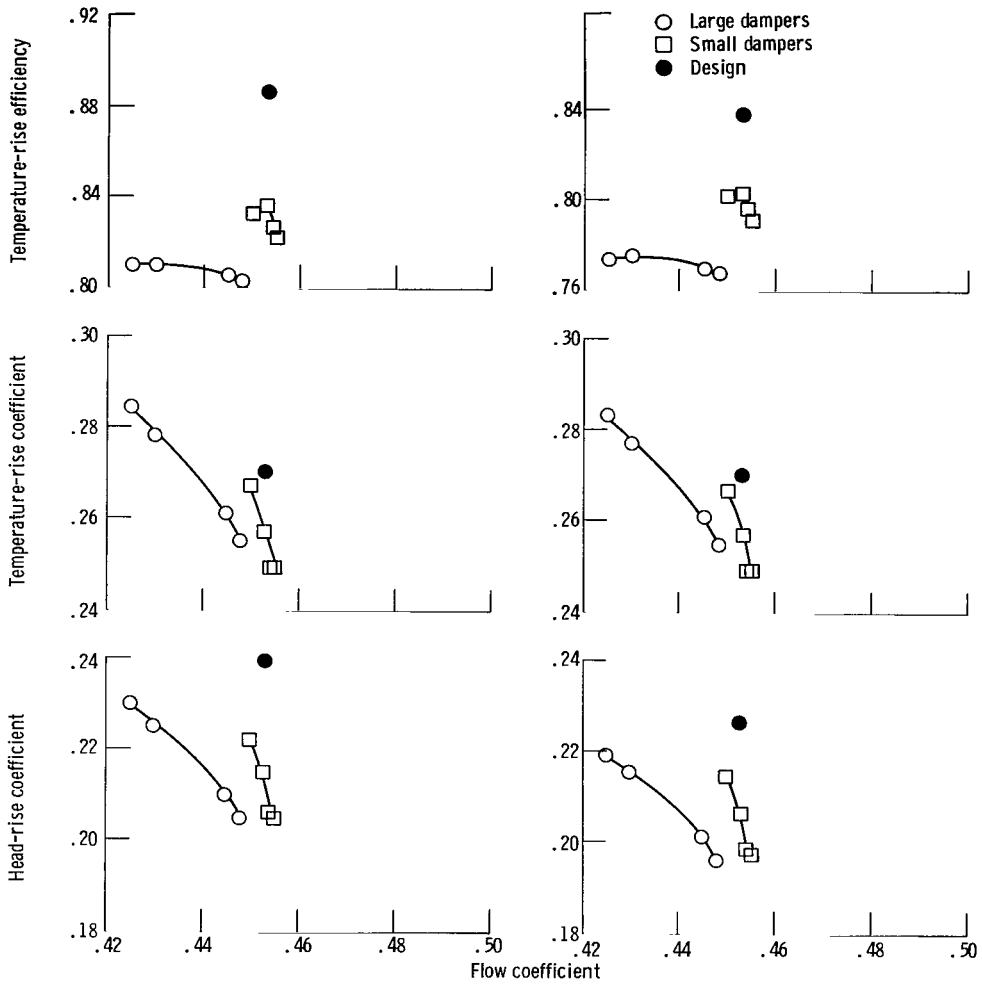 Large dampers
Small dampers
Design
Temperature-rise efficiency
.92
.88
.84
.80
.84
.80
.76
Temperature-rise coefficient
.30
.28
.26
.24
.30
.28
.26
.24
Head-rise coefficient
.24
.22
.20
.18
.24
.22
.20
.18
.42 .44 .46 .48 .50
.42 .44 .46 .48 .50
Flow coefficient